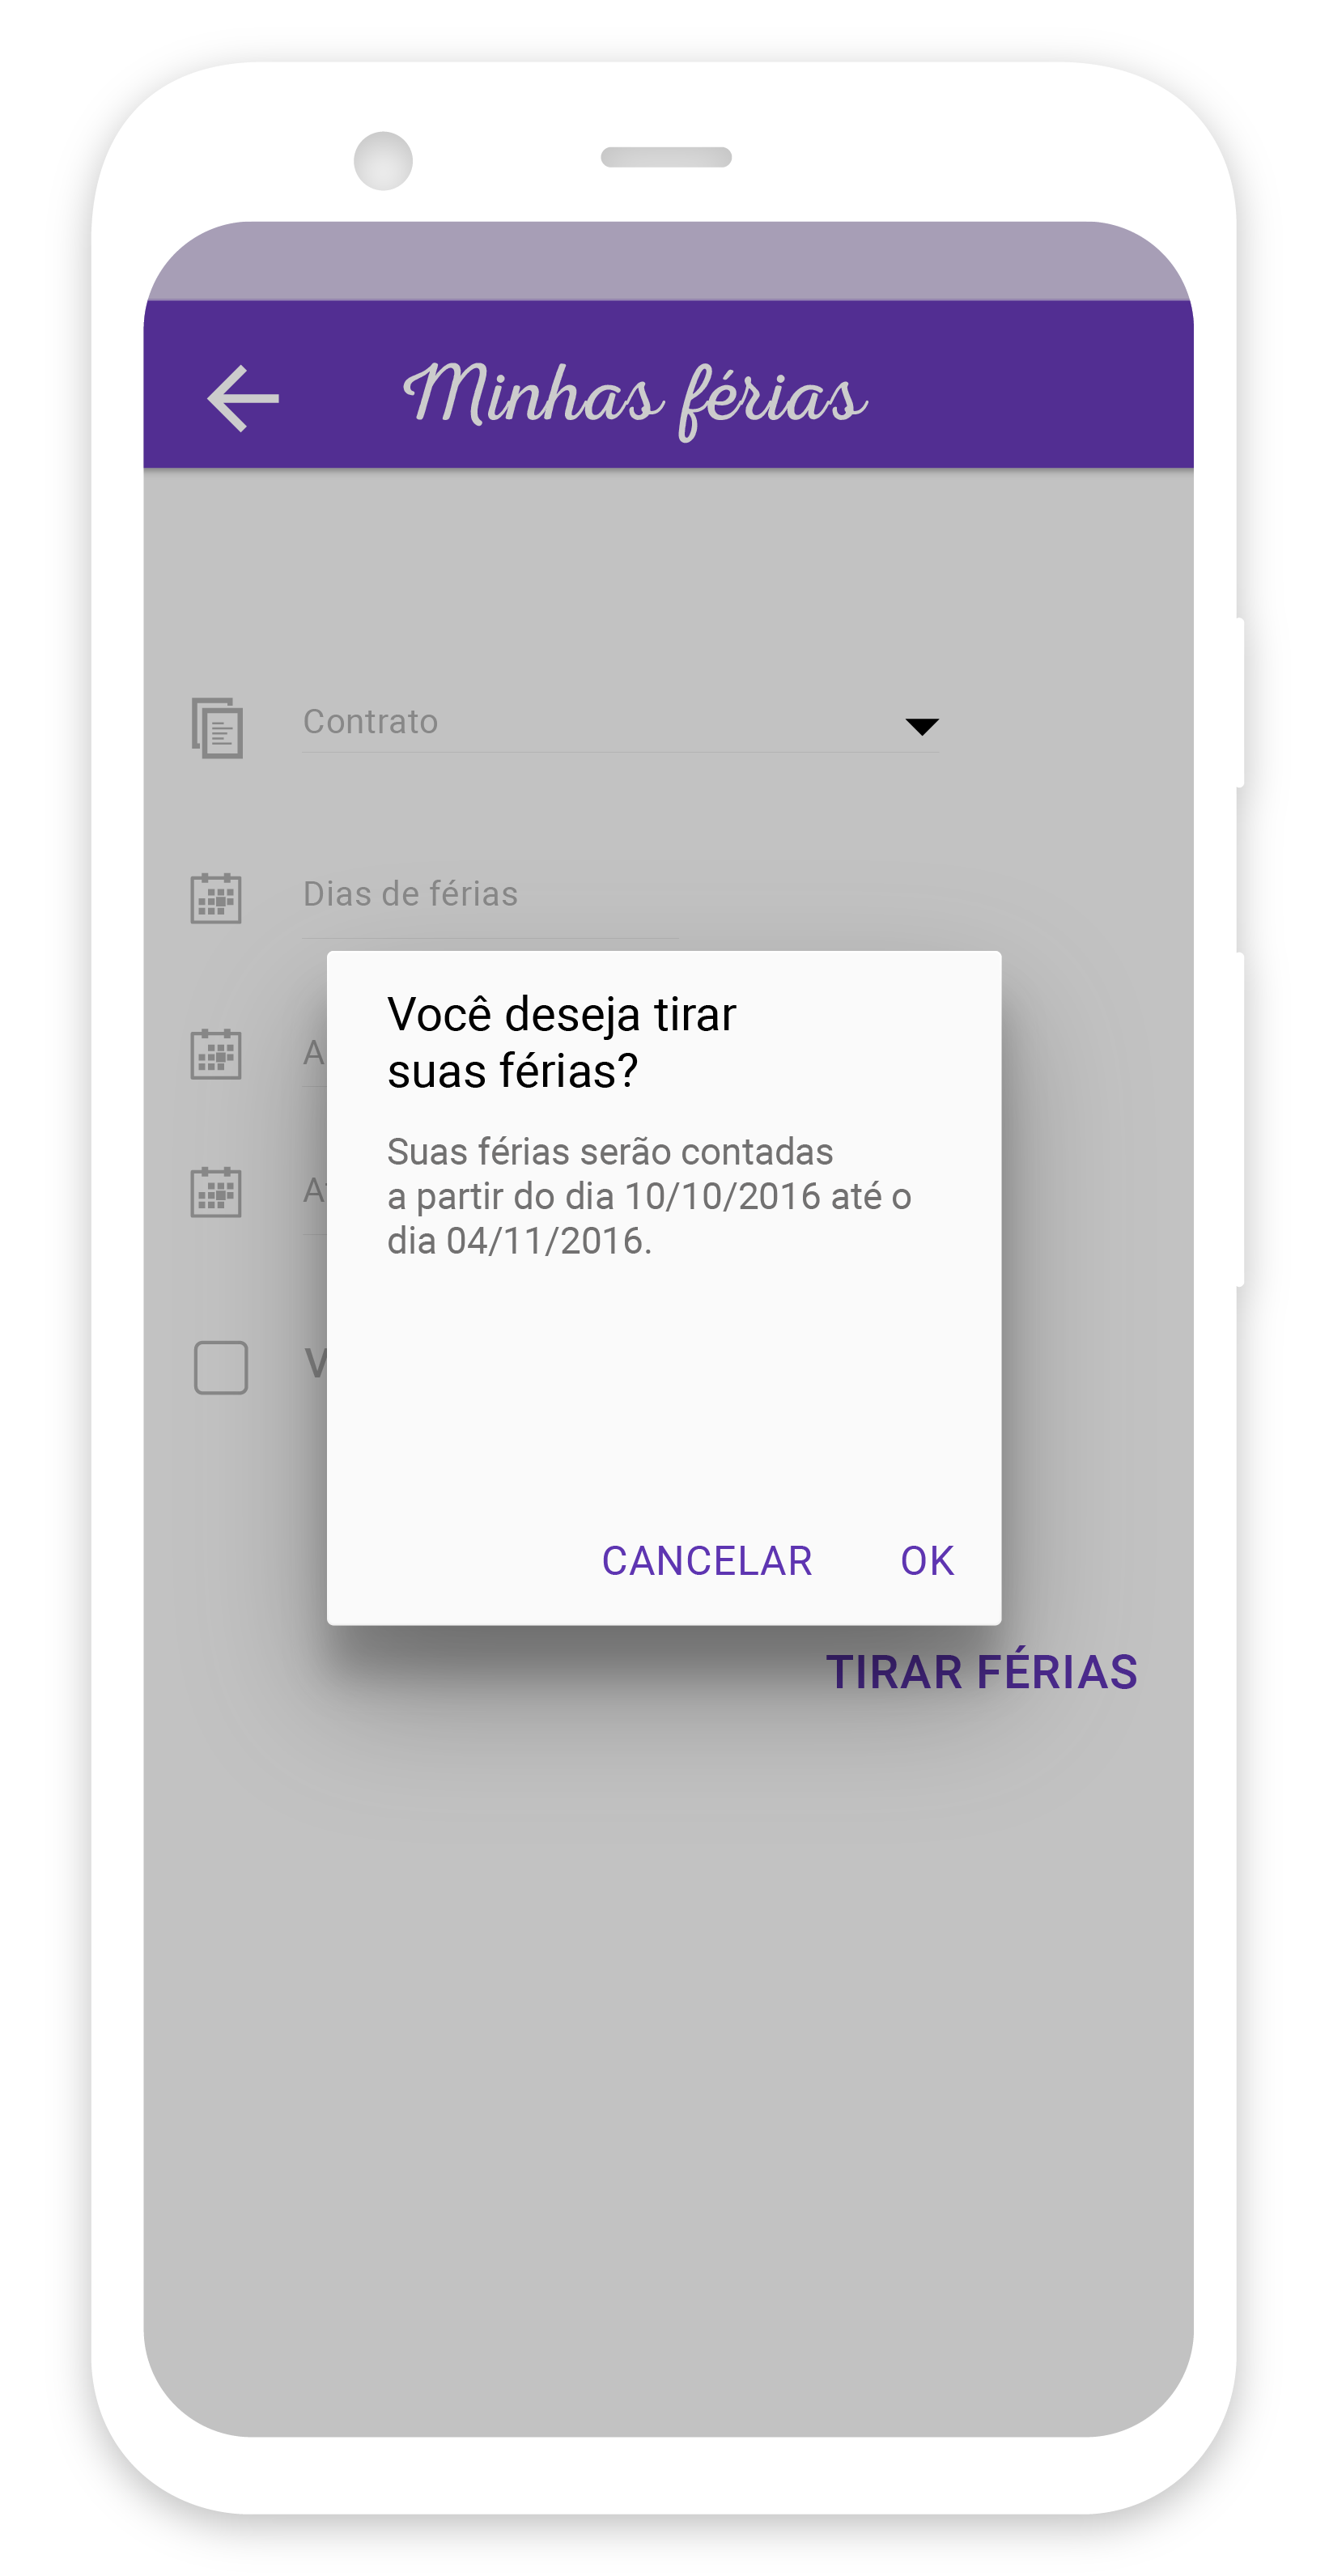 Minhas férias
Contrato
Dias de férias
Você deseja tirar
suas férias?
Suas férias serão contadas
a partir do dia 10/10/2016 até o
dia 04/11/2016.
CANCELAR OK
TIRAR FÉRIAS